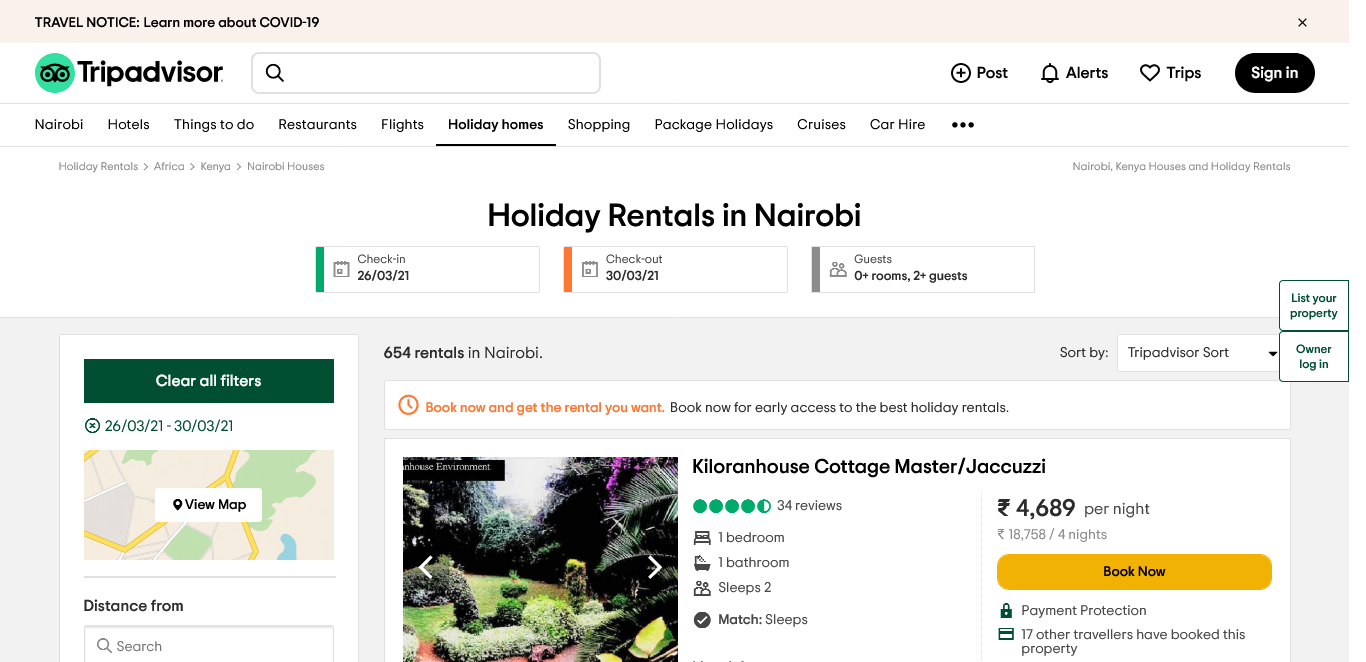 TRAVEL NOTICE: Learn more about COVID-19
Tripadvisor
Post
Alerts
Trips
Sign in
Nairobi
Hotels
Things to do
Restaurants
Flights
Holiday homes
Shopping
Package Holidays
Cruises
Car Hire
Holiday Rentals > Africa > Kenya > Nairobi Houses
Nairobi, Kenya Houses and Holiday Rentals
Holiday Rentals in Nairobi
Check-in
26/03/21
Check-out
30/03/21
Guests
0+ rooms, 2+ guests
List your
property
Owner
log in
Clear all filters
26/03/21 - 30/03/21
View Map
Distance from
Search
654 rentals in Nairobi.
Sort by:
Tripadvisor Sort
Book now and get the rental you want. Book now for early access to the best holiday rentals.
Environment
Kiloranhouse Cottage Master/Jaccuzzi
34 reviews
1 bedroom
1 bathroom
Sleeps 2
Match: Sleeps
₹ 4,689 per night
₹ 18,758 / 4 nights
Book Now
Payment Protection
17 other travellers have booked this
property